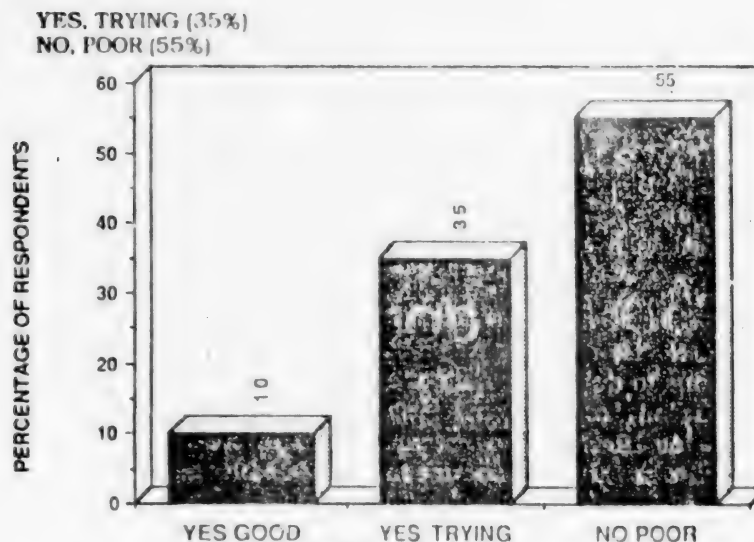 YES, TRYING (35%)
NO, POOR (55%)
PERCENTAGE OF RESPONDENTS
60
50
40
30
20
10
0
10
35
55
YES GOOD
YES TRYING
NO POOR